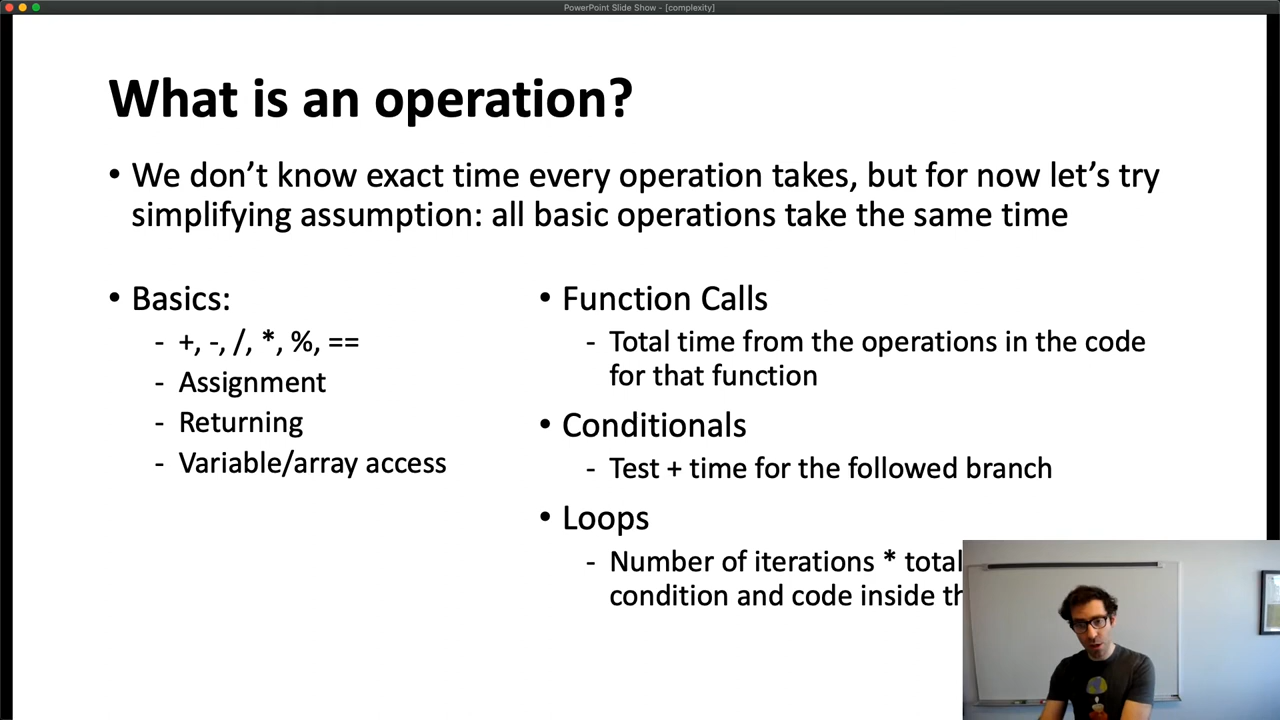 PowerPoint Slide Show - [complexity]
What is an operation?
• We don’t know exact time every operation takes, but for now let’s try
simplifying assumption: all basic operations take the same time
• Basics:
- +, -, /, *, %, ==
- Assignment
- Returning
- Variable/array access
• Function Calls
- Total time from the operations in the code
for that function
• Conditionals
- Test + time for the followed branch
• Loops
- Number of iterations * total
condition and code inside